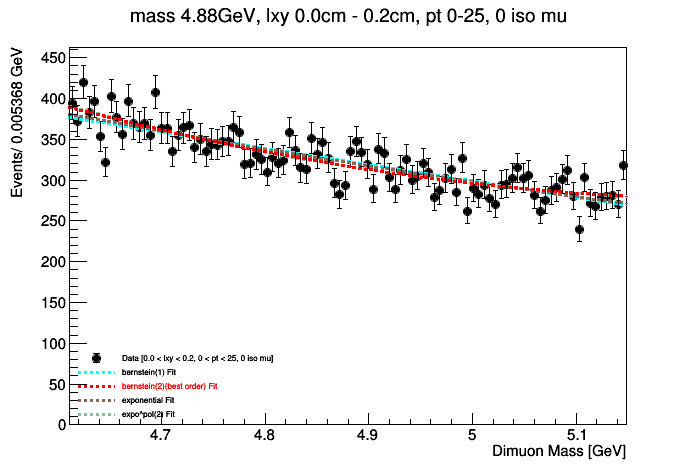 mass 4.88GeV, lxy 0.0cm - 0.2cm, pt 0-25, 0 iso mu
Events/ 0.005368 GeV
450
400
350
300
250
200
150
100
50
0
Data [0.0 < lxy < 0.2, 0 < pt < 25, 0 iso mu]
bernstein(1) Fit
bernstein(2)(best order) Fit
exponential Fit
expo*pol(2) Fit
4.7 4.8 4.9 5 5.1
Dimuon Mass [GeV]